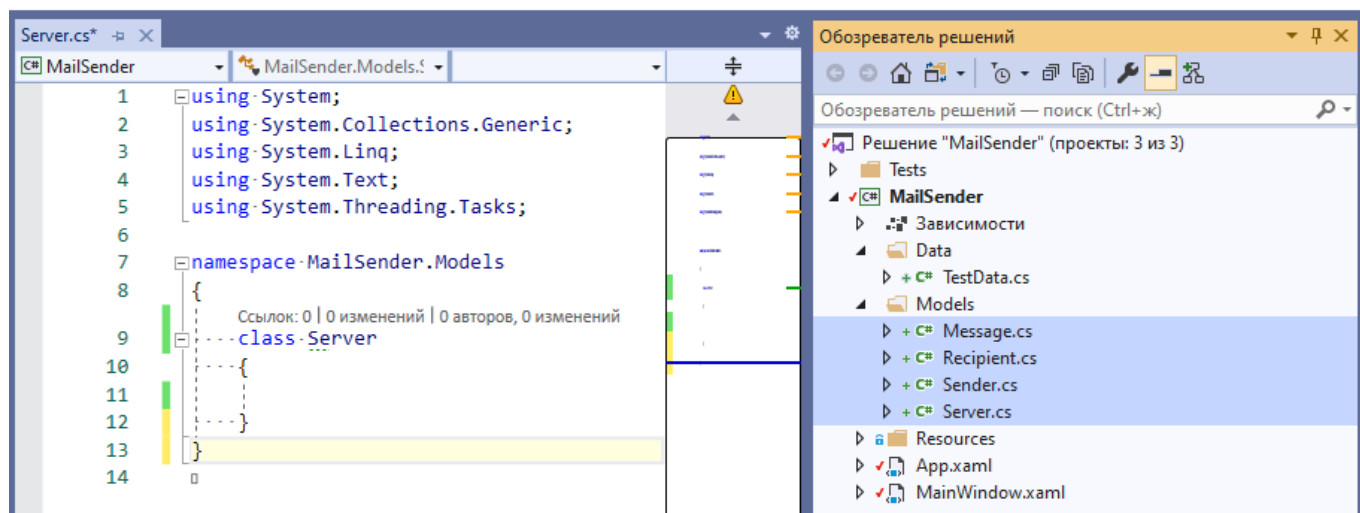 Server.cs*
C# MailSender
MailSender.Models.S
1 using System;
2 using System.Collections.Generic;
3 using System.Linq;
4 using System.Text;
5 using System.Threading.Tasks;
6
7 namespace MailSender.Models
8 {
Ссылок: 0 | 0 изменений | 0 авторов, 0 изменений
9 class Server
10 {
11
12 }
13 }
14
Обозреватель решений
Обозреватель решений — поиск (Ctrl+ж)
Решение "MailSender" (проекты: 3 из 3)
Tests
C# MailSender
Зависимости
Data
+ C# TestData.cs
Models
+ C# Message.cs
+ C# Recipient.cs
+ C# Sender.cs
+ C# Server.cs
Resources
App.xaml
MainWindow.xaml